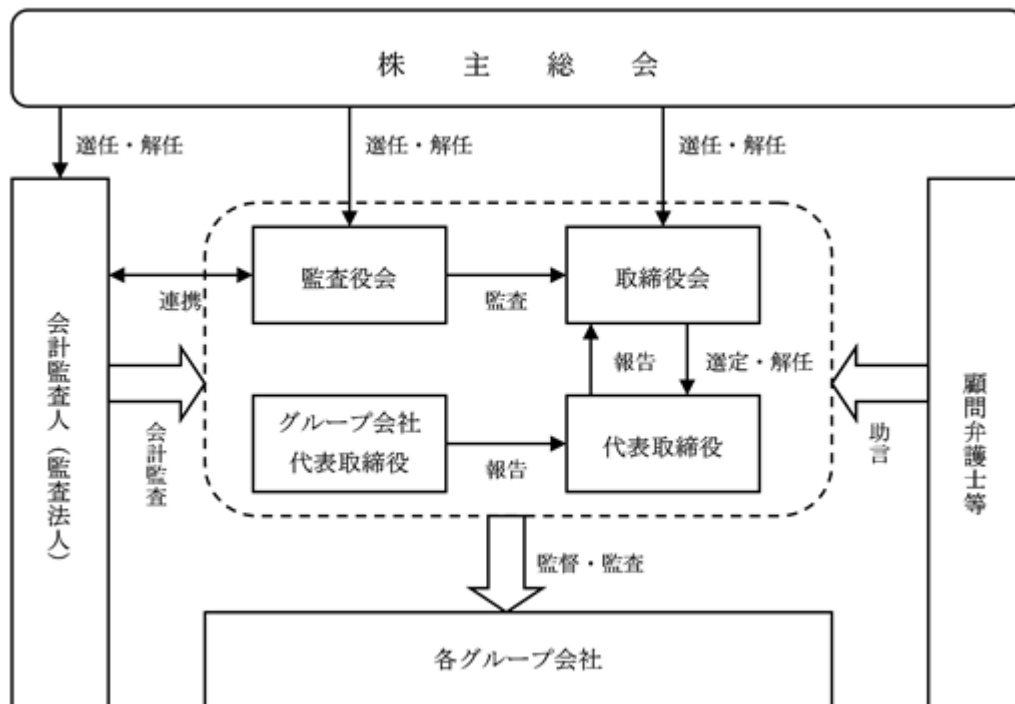 株主総会
選任・解任
選任・解任
選任・解任
監査役会
取締役会
連携
監査
会計監査人（監査法人）
会計監査
報告
選定・解任
グループ会社
代表取締役
代表取締役
報告
助言
顧問弁護士等
監督・監査
各グループ会社